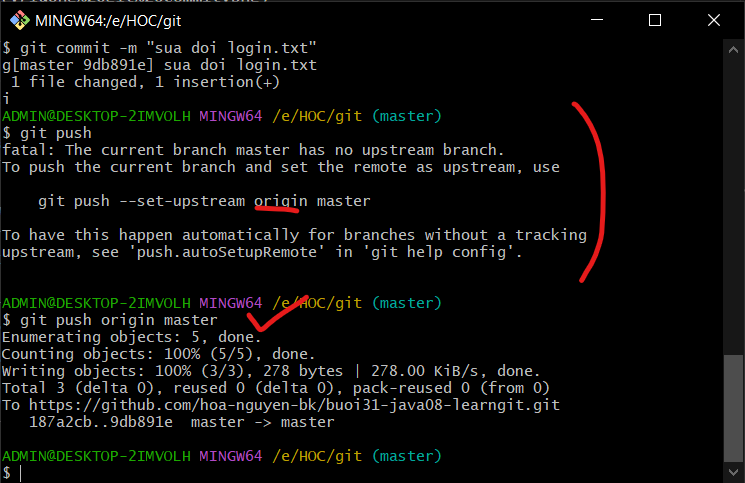 MINGW64:/e/HOC/git
$ git commit -m "sua doi login.txt"
g[master 9db891e] sua doi login.txt
 1 file changed, 1 insertion(+)
i
ADMIN@DESKTOP-2IMVOLH MINGW64 /e/HOC/git (master)
$ git push
fatal: The current branch master has no upstream branch.
To push the current branch and set the remote as upstream, use

    git push --set-upstream origin master

To have this happen automatically for branches without a tracking
upstream, see 'push.autoSetupRemote' in 'git help config'.

ADMIN@DESKTOP-2IMVOLH MINGW64 /e/HOC/git (master)
$ git push origin master
Enumerating objects: 5, done.
Counting objects: 100% (5/5), done.
Writing objects: 100% (3/3), 278 bytes | 278.00 KiB/s, done.
Total 3 (delta 0), reused 0 (delta 0), pack-reused 0 (from 0)
To https://github.com/hoa-nguyen-bk/buoi31-java08-learngit.git
   187a2cb..9db891e  master -> master

ADMIN@DESKTOP-2IMVOLH MINGW64 /e/HOC/git (master)
$